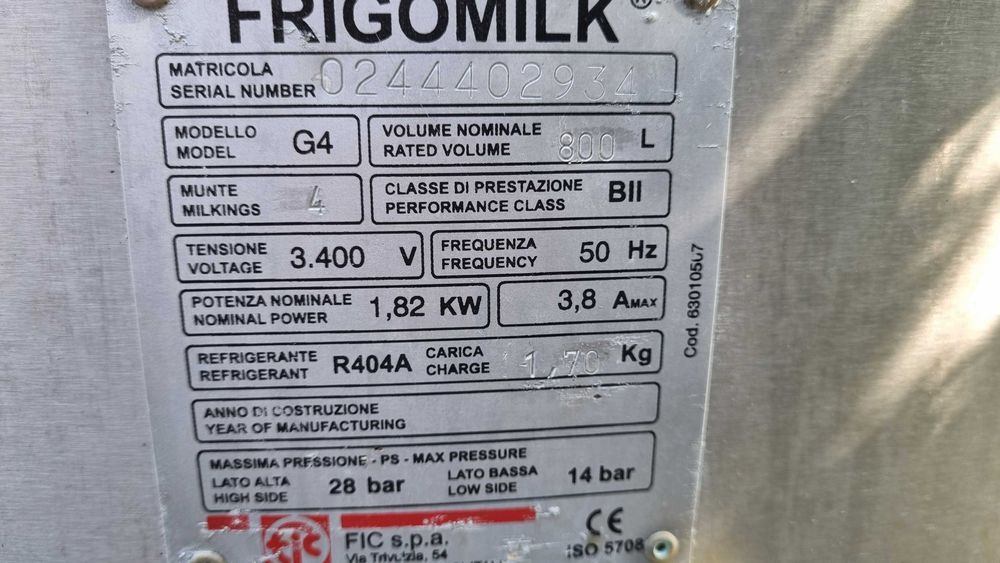 FRIGOMILK®
MATRICOLA
SERIAL NUMBER 0244402934
MODELLO
MODEL G4
VOLUME NOMINALE
RATED VOLUME 800 L
MUNTE
MILKINGS 4
CLASSE DI PRESTAZIONE
PERFORMANCE CLASS BII
TENSIONE
VOLTAGE 3.400 V
FREQUENZA
FREQUENCY 50 Hz
POTENZA NOMINALE
NOMINAL POWER 1,82 KW
3,8 AMAX
REFRIGERANTE
REFRIGERANT R404A
CARICA
CHARGE 1,70 Kg
ANNO DI COSTRUZIONE
YEAR OF MANUFACTURING
MASSIMA PRESSIONE - PS - MAX PRESSURE
LATO ALTA
HIGH SIDE 28 bar
LATO BASSA
LOW SIDE 14 bar
FIC s.p.a.
Via Trivulzia, 54
CE
ISO 5708
Cod. 63010507